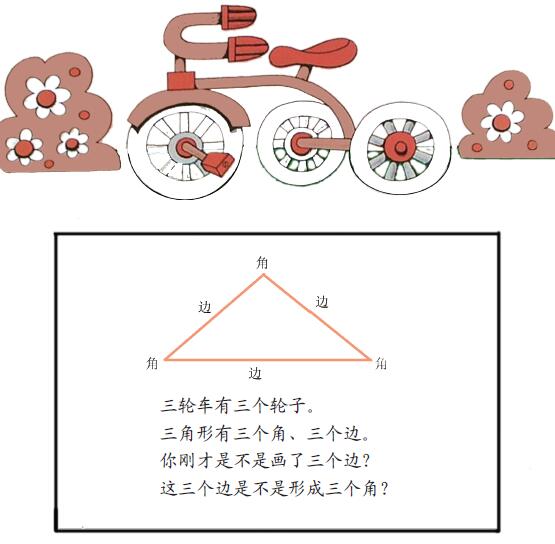 角
边
边
角
角
边
三轮车有三个轮子。
三角形有三个角、三个边。
你刚才是不是画了三个边？
这三个边是不是形成三个角？